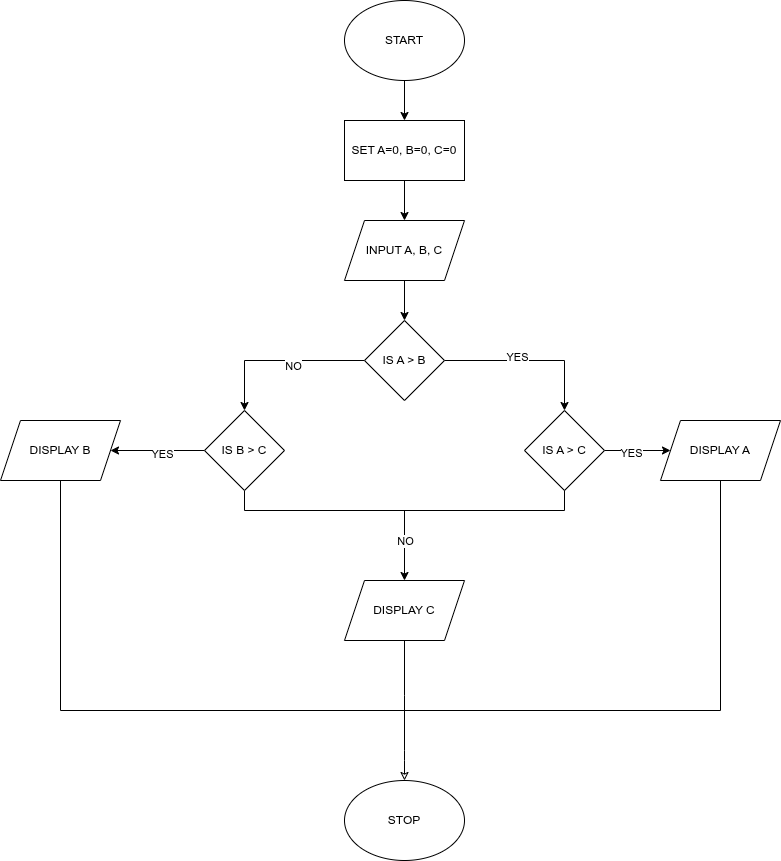 START
SET A=0, B=0, C=0
INPUT A, B, C
IS A > B
NO
YES
DISPLAY B
YES
IS B > C
IS A > C
YES
DISPLAY A
NO
DISPLAY C
STOP